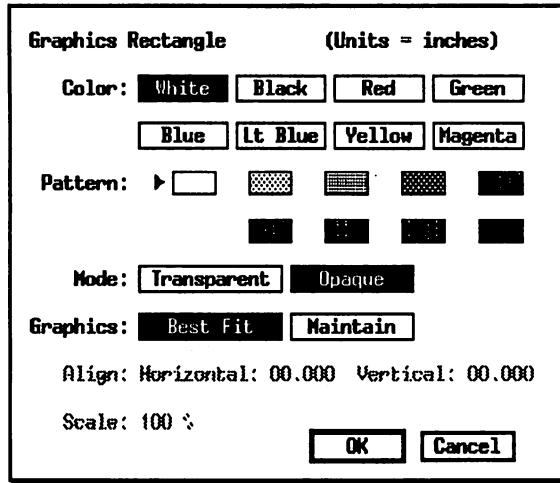 Graphics Rectangle (Units = inches)
Color: White Black Red Green
Blue Lt Blue Yellow Magenta
Pattern:
Mode: Transparent Opaque
Graphics: Best Fit Maintain
Align: Horizontal: 00.000 Vertical: 00.000
Scale: 100 %
OK Cancel